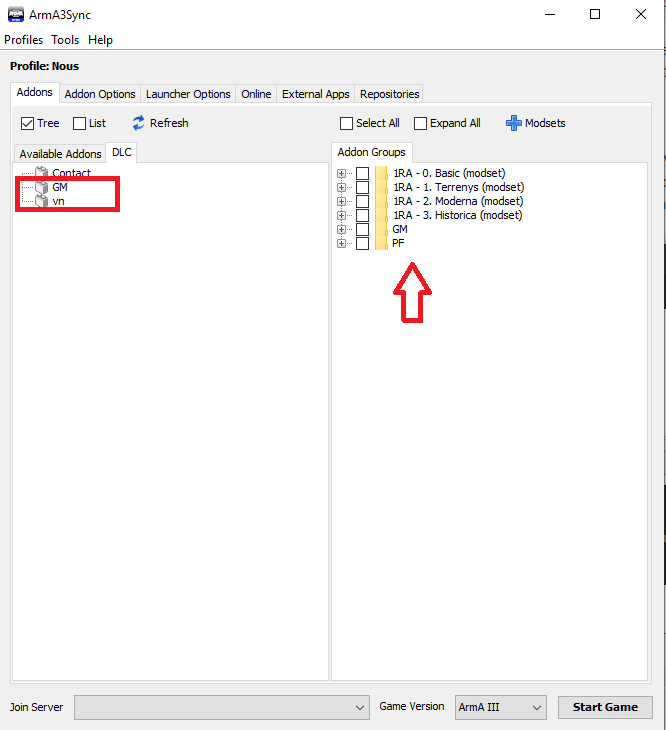 ArmA3Sync
Profiles Tools Help
Profile: Nous
Addons Addon Options Launcher Options Online External Apps Repositories
Tree List Refresh Select All Expand All Modsets
Available Addons DLC
Contact
GM
vn
Addon Groups
1RA - 0. Basic (modset)
1RA - 1. Terrenys (modset)
1RA - 2. Moderna (modset)
1RA - 3. Historica (modset)
GM
PF
Join Server Game Version ArmA III Start Game